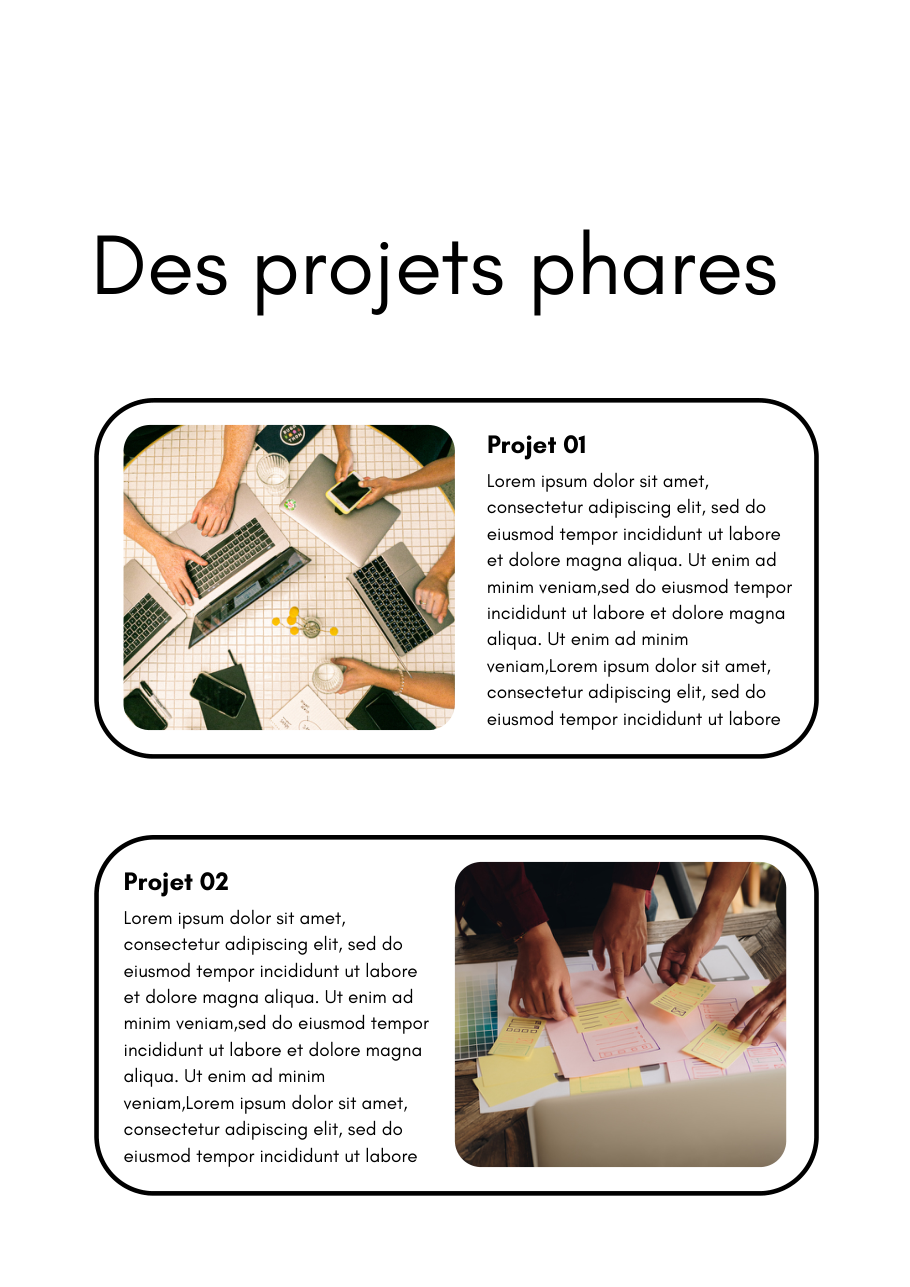 Des projets phares
Projet 01
Lorem ipsum dolor sit amet,
consectetur adipiscing elit, sed do
eiusmod tempor incididunt ut labore
et dolore magna aliqua. Ut enim ad
minim veniam,sed do eiusmod tempor
incididunt ut labore et dolore magna
aliqua. Ut enim ad minim
veniam,Lorem ipsum dolor sit amet,
consectetur adipiscing elit, sed do
eiusmod tempor incididunt ut labore
Projet 02
Lorem ipsum dolor sit amet,
consectetur adipiscing elit, sed do
eiusmod tempor incididunt ut labore
et dolore magna aliqua. Ut enim ad
minim veniam,sed do eiusmod tempor
incididunt ut labore et dolore magna
aliqua. Ut enim ad minim
veniam,Lorem ipsum dolor sit amet,
consectetur adipiscing elit, sed do
eiusmod tempor incididunt ut labore